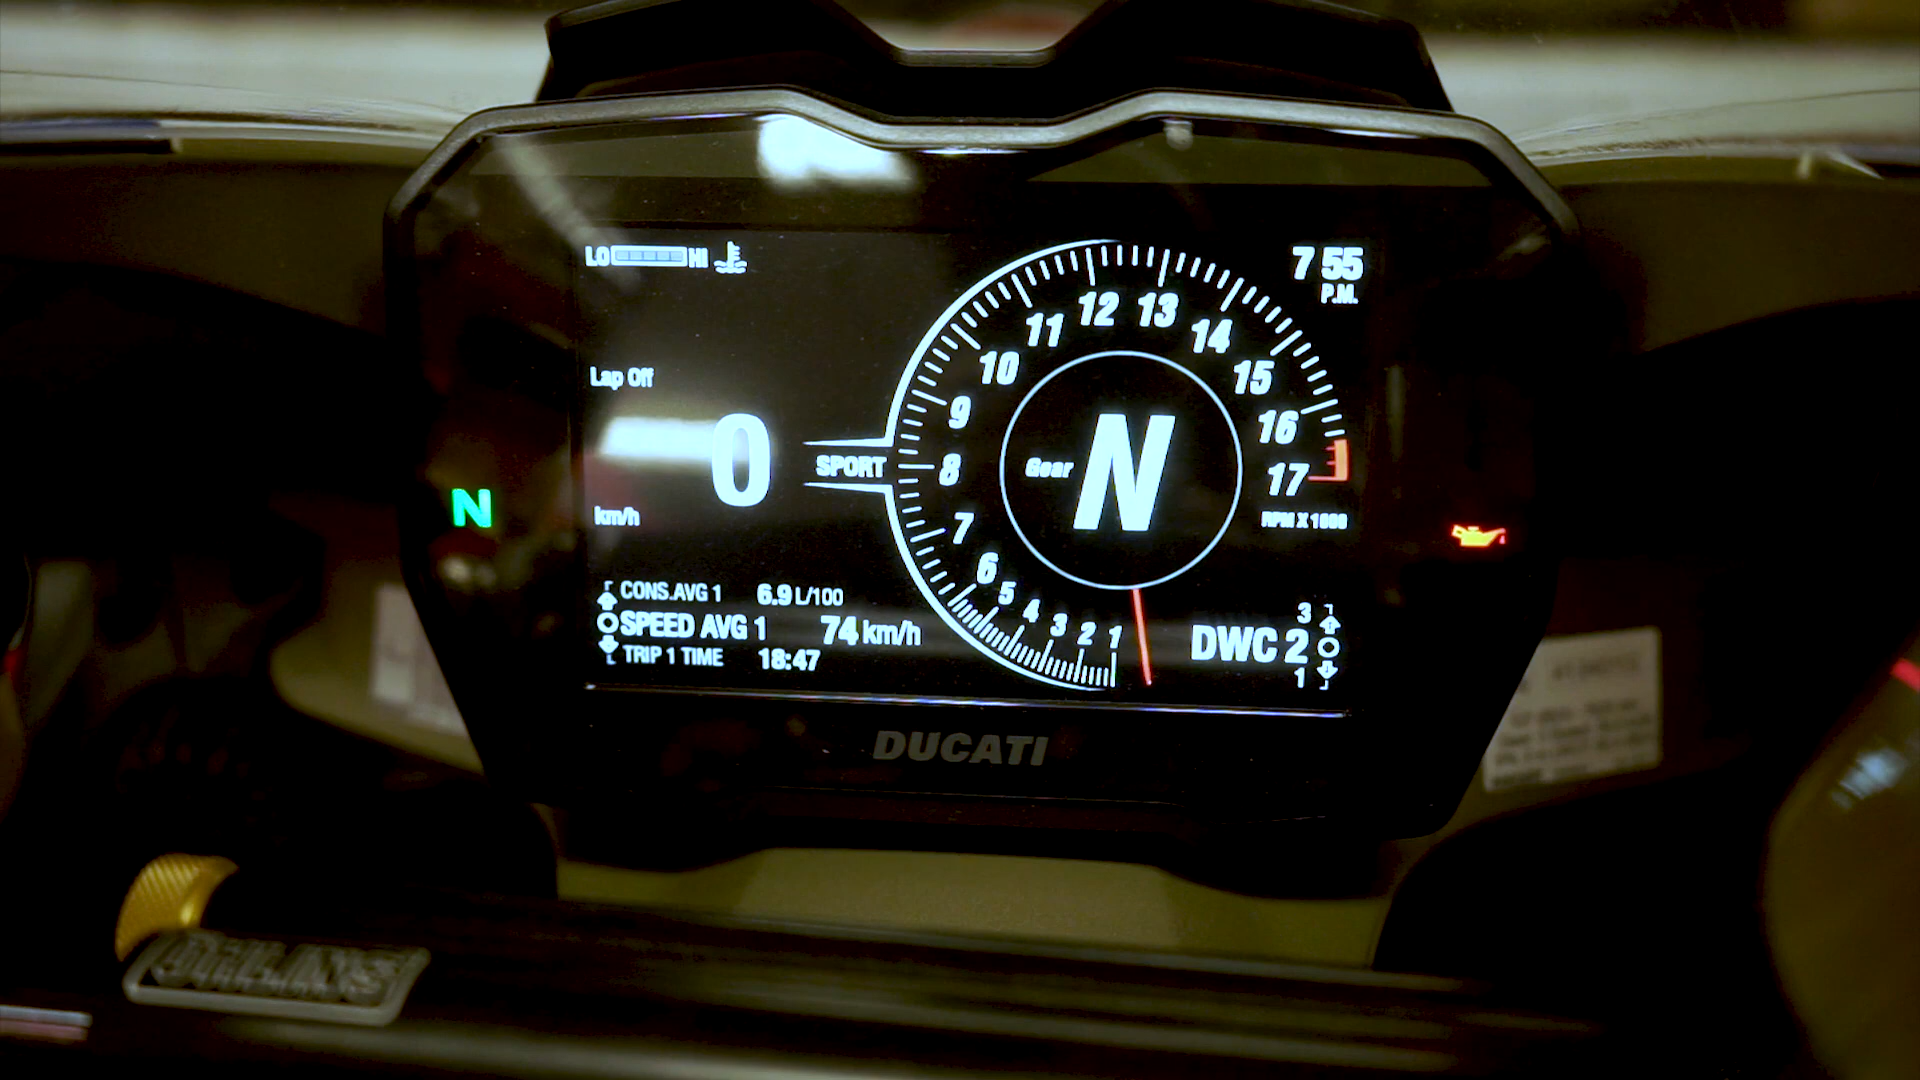 LO HI
7 55
P.M.
Lap Off
0
km/h
SPORT
N
12 13
11 14
10 15
9 16
8 17
7
6
5
4
3
2
1
Gear N
RPM X 1000
CONS.AVG 1 6.9 L/100
SPEED AVG 1 74 km/h
TRIP 1 TIME 18:47
3
DWC 2
1
DUCATI
ÖHLINS